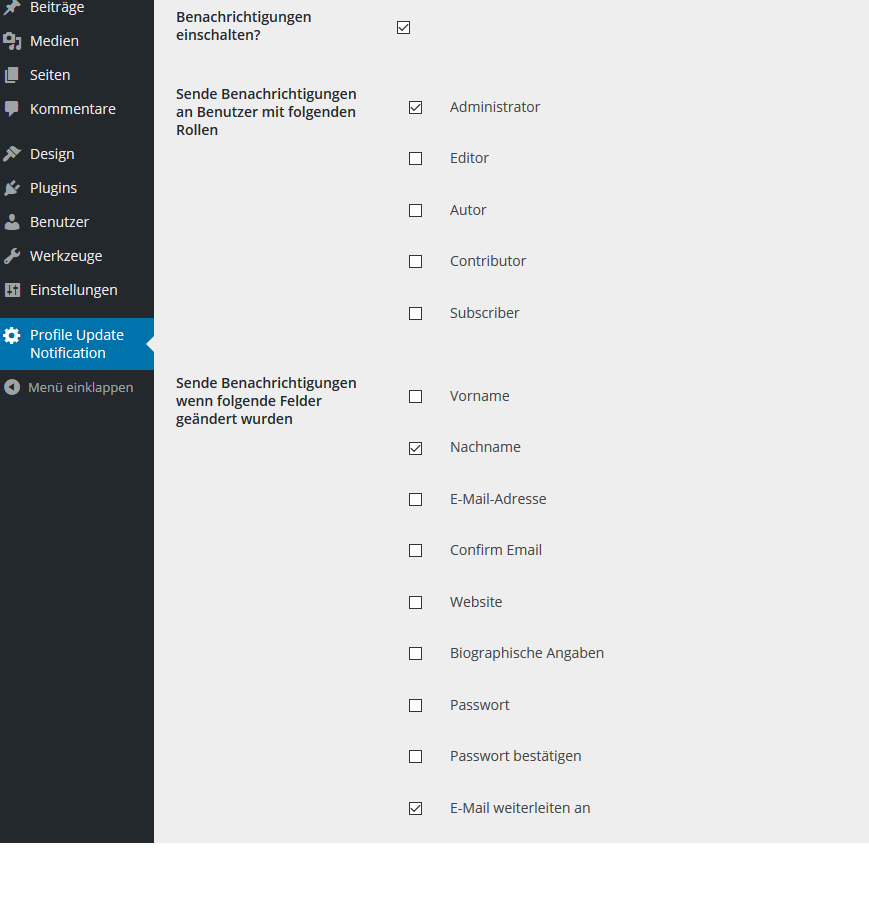 Beiträge
Medien
Seiten
Kommentare
Design
Plugins
Benutzer
Werkzeuge
Einstellungen
Profile Update
Notification
Menü einklappen
Benachrichtigungen
einschalten?
Sende Benachrichtigungen
an Benutzer mit folgenden
Rollen
Administrator
Editor
Autor
Contributor
Subscriber
Sende Benachrichtigungen
wenn folgende Felder
geändert wurden
Vorname
Nachname
E-Mail-Adresse
Confirm Email
Website
Biographische Angaben
Passwort
Passwort bestätigen
E-Mail weiterleiten an